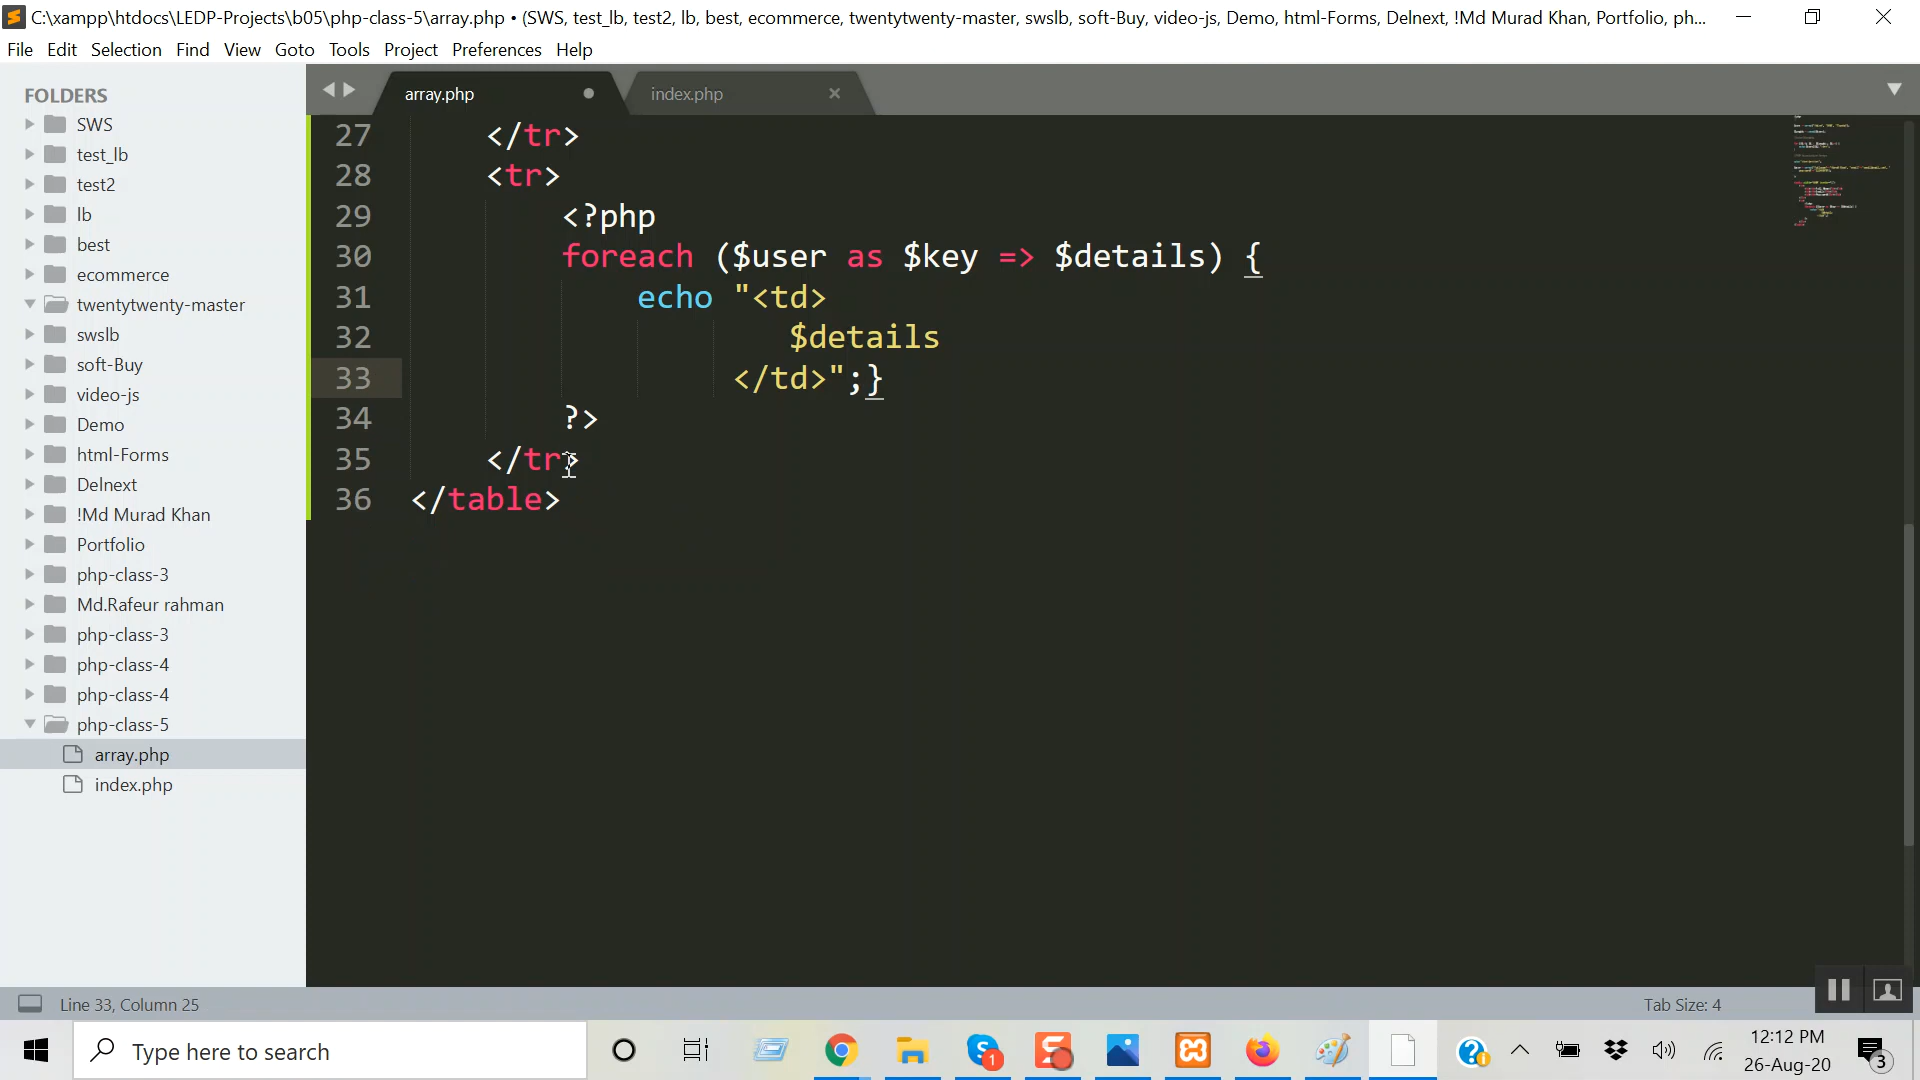 C:\xampp\htdocs\LEDP-Projects\b05\php-class-5\array.php • (SWS, test_lb, test2, lb, best, ecommerce, twentytwenty-master, swslb, soft-Buy, video-js, Demo, html-Forms, Delnext, !Md Murad Khan, Portfolio, ph...
File Edit Selection Find View Goto Tools Project Preferences Help
FOLDERS
SWS
test_lb
test2
lb
best
ecommerce
twentytwenty-master
swslb
soft-Buy
video-js
Demo
html-Forms
Delnext
!Md Murad Khan
Portfolio
php-class-3
Md.Rafeur rahman
php-class-3
php-class-4
php-class-4
php-class-5
array.php
index.php
array.php index.php
27 </tr>
28 <tr>
29 <?php
30 foreach ($user as $key => $details) {
31 echo "<td>
32 $details
33 </td>";}
34 ?>
35 </tr>
36 </table>
Line 33, Column 25 Tab Size: 4
Type here to search
1
12:12 PM
26-Aug-20
3